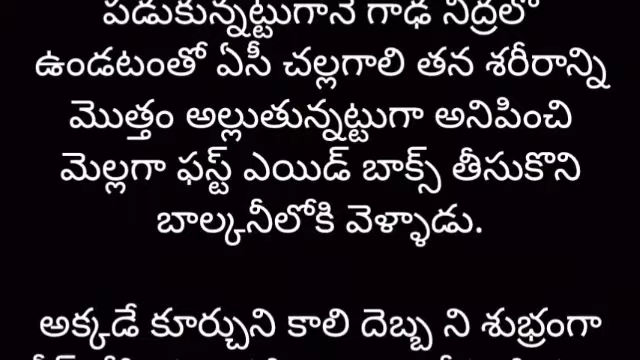 పడుకున్నట్టుగానే గాఢ నిద్రలో
ఉండటంతో ఏసీ చల్లగాలి తన శరీరాన్ని
మొత్తం అల్లుతున్నట్టుగా అనిపించి
మెల్లగా ఫస్ట్ ఎయిడ్ బాక్స్ తీసుకొని
బాల్కనీలోకి వెళ్ళాడు.
అక్కడే కూర్చుని కాలి దెబ్బ ని శుభ్రంగా